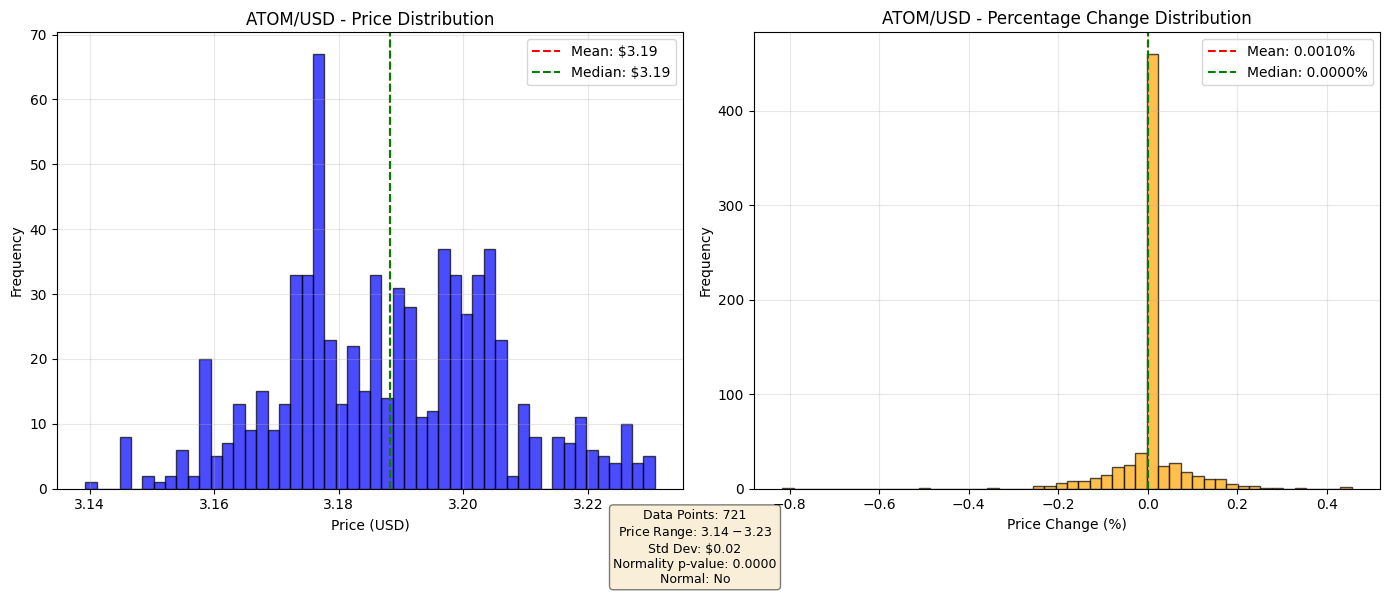 ATOM/USD - Price Distribution
Mean: $3.19
Median: $3.19
Frequency
70
60
50
40
30
20
10
0
3.14
3.16
3.18
3.20
3.22
Price (USD)
ATOM/USD - Percentage Change Distribution
Mean: 0.0010%
Median: 0.0000%
Frequency
400
300
200
100
0
−0.8
−0.6
−0.4
−0.2
0.0
0.2
0.4
Price Change (%)
Data Points: 721
Price Range: 3.14 − 3.23
Std Dev: $0.02
Normality p-value: 0.0000
Normal: No